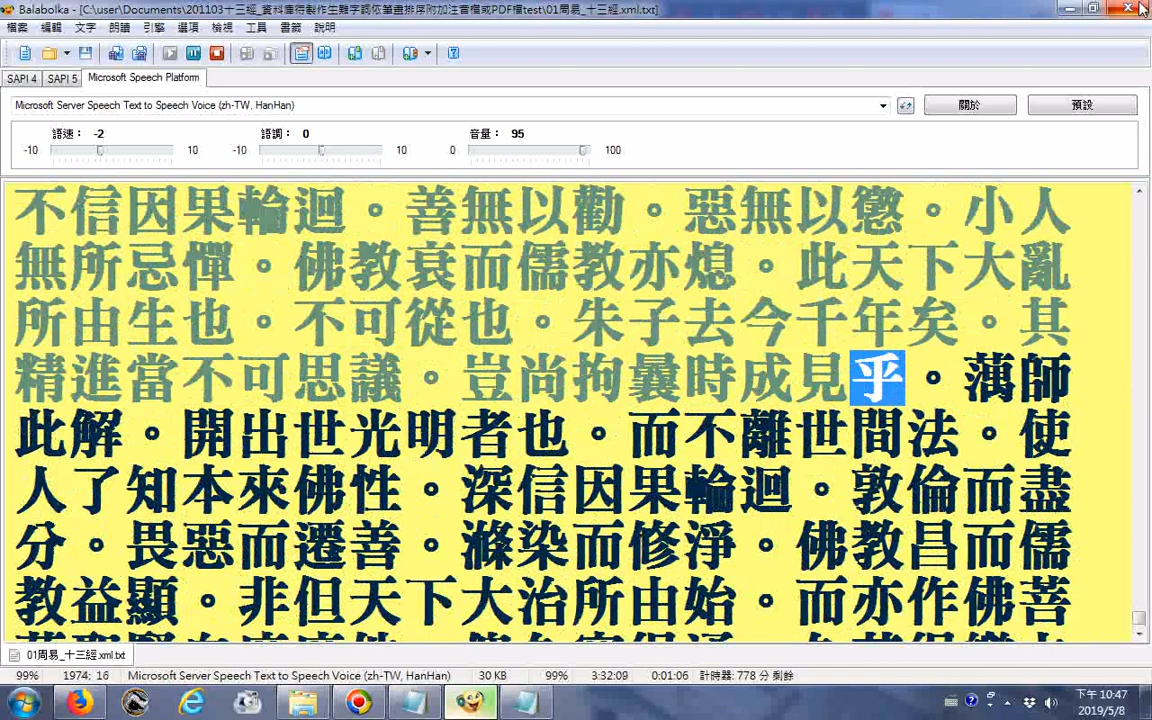 Balabolka - [C:\user\Documents\201103十三經_資料庫待製作生難字詞依筆畫排序附加注音檔或PDF檔test\01周易_十三經.xml.txt]
檔案 編輯 文字 朗讀 引擎 選項 檢視 工具 書籤 說明
SAPI 4 SAPI 5 Microsoft Speech Platform
Microsoft Server Speech Text to Speech Voice (zh-TW, HanHan) 關於 預設
語速： -2 語調： 0 音量： 95
-10 10 -10 10 0 100
不信因果輪迴。善無以勸。惡無以懲。小人
無所忌憚。佛教衰而儒教亦熄。此天下大亂
所由生也。不可從也。朱子去今千年矣。其
精進當不可思議。豈尚拘曩時成見乎。萬師
此解。開出世光明者也。而不離世間法。使
人了知本來佛性。深信因果輪迴。敦倫而盡
分。畏惡而遷善。滌染而修淨。佛教昌而儒
教益顯。非但天下大治所由始。而亦作佛菩
01周易_十三經.xml.txt
99% 1974: 16 Microsoft Server Speech Text to Speech Voice (zh-TW, HanHan) 30 KB 99% 3:32:09 0:01:06 計時器: 778 分 剩餘
下午 10:47
2019/5/8